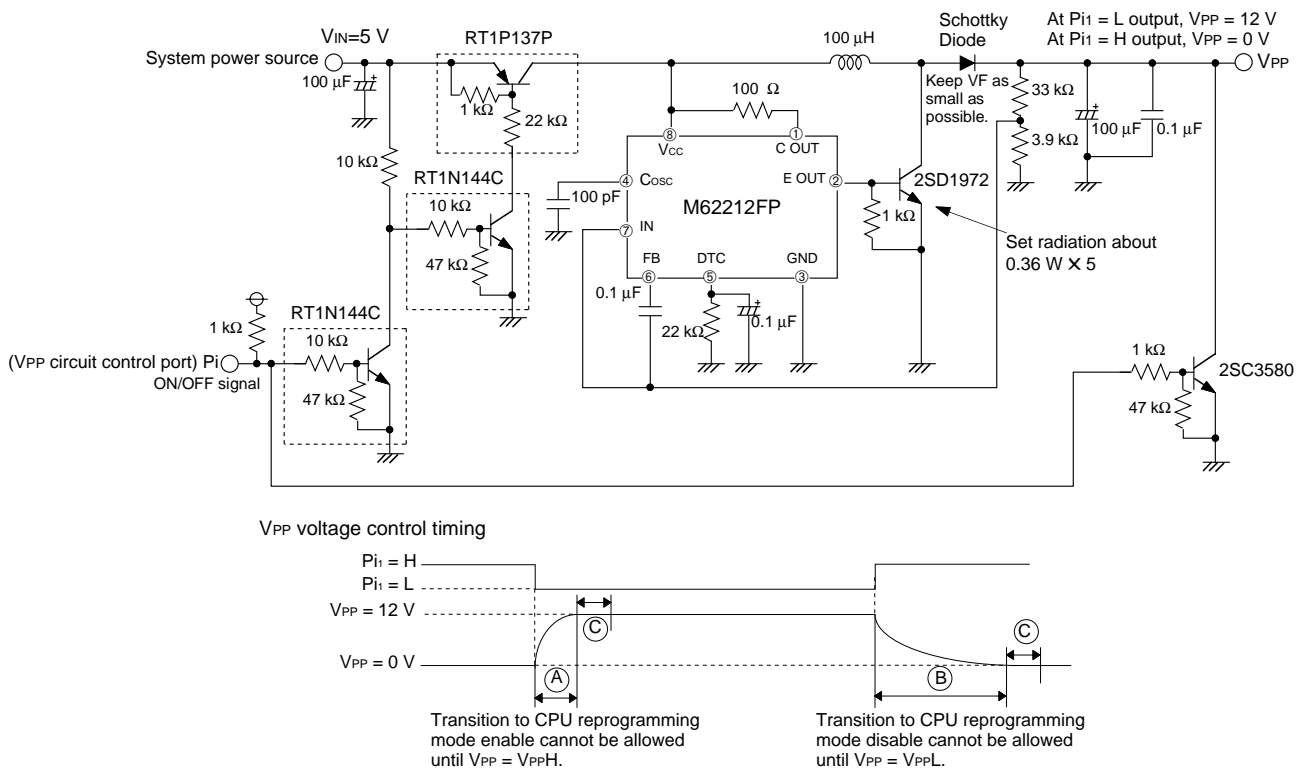 VIN=5 V
System power source
100 µF
RT1P137P
1 kΩ
22 kΩ
10 kΩ
RT1N144C
10 kΩ
47 kΩ
RT1N144C
1 kΩ
10 kΩ
47 kΩ
(VPP circuit control port) Pi
ON/OFF signal
100 µH
Schottky
Diode
Keep VF as
small as
possible.
At Pi1 = L output, VPP = 12 V
At Pi1 = H output, VPP = 0 V
VPP
100 Ω
33 kΩ
3.9 kΩ
100 µF
0.1 µF
⑧
VCC
①
C OUT
④
COSC
100 pF
②
E OUT
M62212FP
⑦
IN
FB
⑥
DTC
⑤
GND
③
0.1 µF
22 kΩ
0.1 µF
2SD1972
1 kΩ
Set radiation about
0.36 W X 5
1 kΩ
47 kΩ
2SC3580
VPP voltage control timing
Pi1 = H
Pi1 = L
VPP = 12 V
VPP = 0 V
A
C
B
C
Transition to CPU reprogramming
mode enable cannot be allowed
until VPP = VPPH.
Transition to CPU reprogramming
mode disable cannot be allowed
until VPP = VPPL.